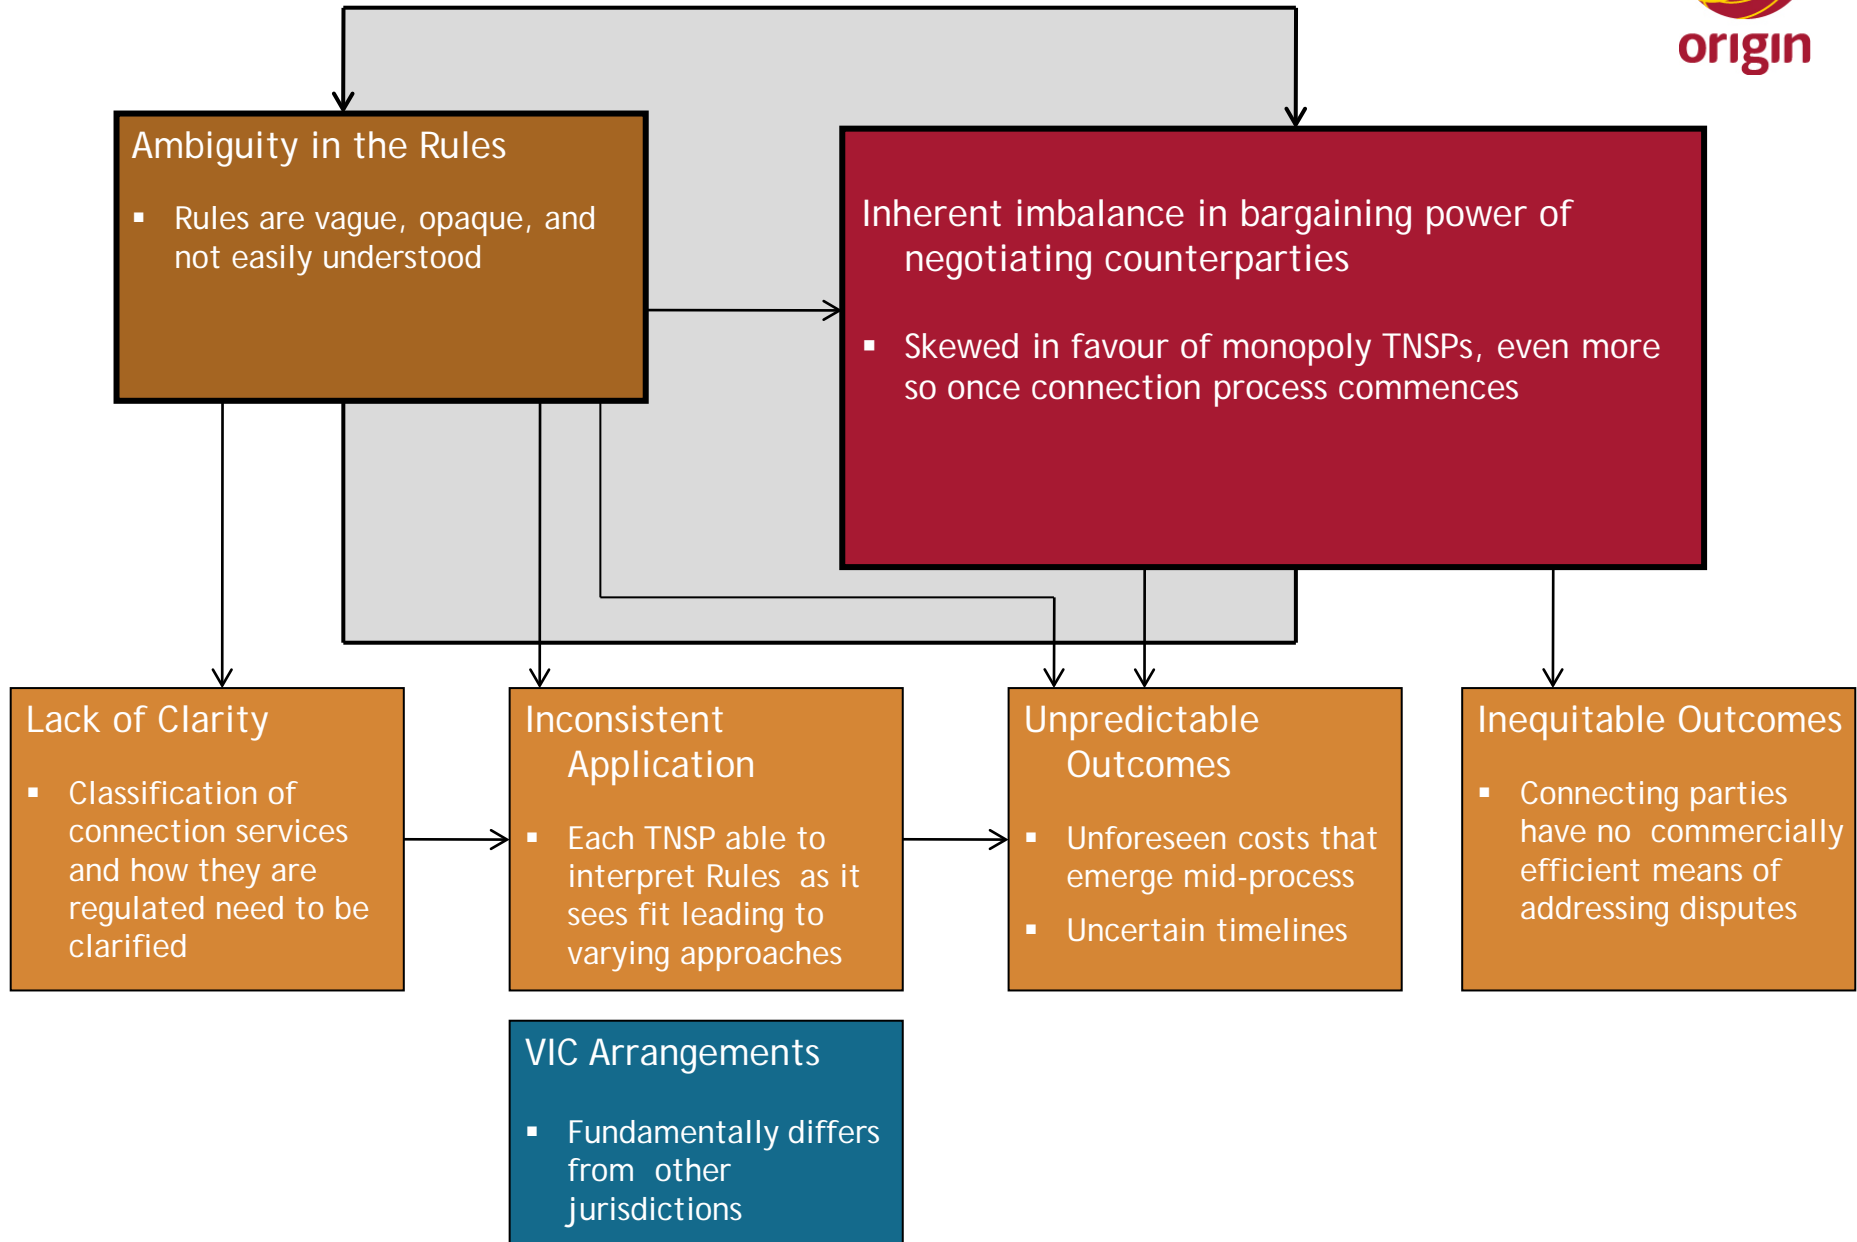 origin
Ambiguity in the Rules
▪ Rules are vague, opaque, and
not easily understood
Inherent imbalance in bargaining power of
negotiating counterparties
▪ Skewed in favour of monopoly TNSPs, even more
so once connection process commences
Lack of Clarity
▪ Classification of
connection services
and how they are
regulated need to be
clarified
Inconsistent
Application
▪ Each TNSP able to
interpret Rules as it
sees fit leading to
varying approaches
Unpredictable
Outcomes
▪ Unforeseen costs that
emerge mid-process
▪ Uncertain timelines
Inequitable Outcomes
▪ Connecting parties
have no commercially
efficient means of
addressing disputes
VIC Arrangements
▪ Fundamentally differs
from other
jurisdictions